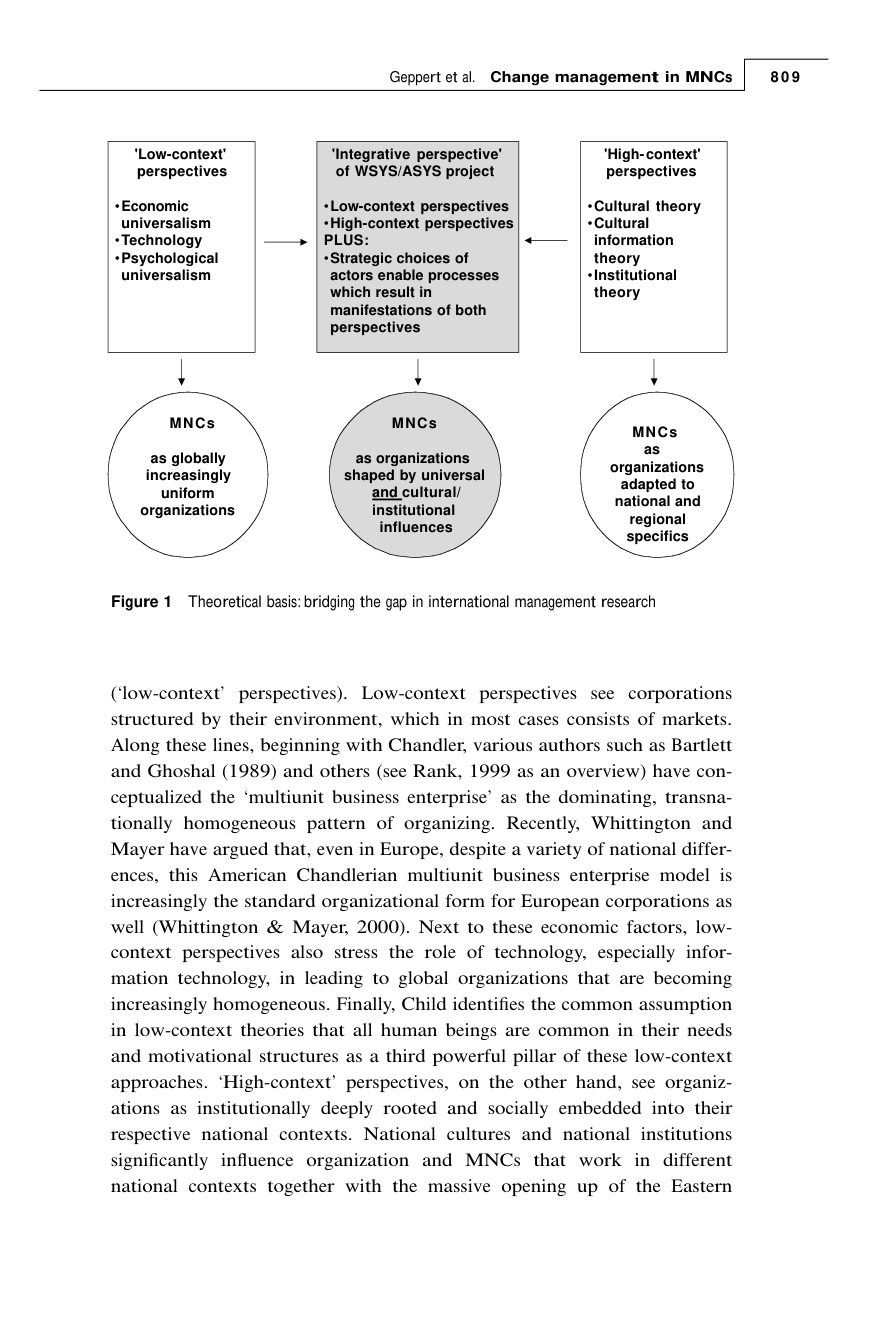 Geppert et al. Change management in MNCs 809
'Low-context'
perspectives
•Economic
universalism
•Technology
•Psychological
universalism
'Integrative perspective'
of WSYS/ASYS project
•Low-context perspectives
•High-context perspectives
PLUS:
•Strategic choices of
actors enable processes
which result in
manifestations of both
perspectives
'High-context'
perspectives
•Cultural theory
•Cultural
information
theory
•Institutional
theory
MNCs
as globally
increasingly
uniform
organizations
MNCs
as organizations
shaped by universal
and cultural/
institutional
influences
MNCs
as
organizations
adapted to
national and
regional
specifics
Figure 1 Theoretical basis: bridging the gap in international management research
(‘low-context’ perspectives). Low-context perspectives see corporations
structured by their environment, which in most cases consists of markets.
Along these lines, beginning with Chandler, various authors such as Bartlett
and Ghoshal (1989) and others (see Rank, 1999 as an overview) have con-
ceptualized the ‘multiunit business enterprise’ as the dominating, transna-
tionally homogeneous pattern of organizing. Recently, Whittington and
Mayer have argued that, even in Europe, despite a variety of national differ-
ences, this American Chandlerian multiunit business enterprise model is
increasingly the standard organizational form for European corporations as
well (Whittington & Mayer, 2000). Next to these economic factors, low-
context perspectives also stress the role of technology, especially infor-
mation technology, in leading to global organizations that are becoming
increasingly homogeneous. Finally, Child identifies the common assumption
in low-context theories that all human beings are common in their needs
and motivational structures as a third powerful pillar of these low-context
approaches. ‘High-context’ perspectives, on the other hand, see organiz-
ations as institutionally deeply rooted and socially embedded into their
respective national contexts. National cultures and national institutions
significantly influence organization and MNCs that work in different
national contexts together with the massive opening up of the Eastern